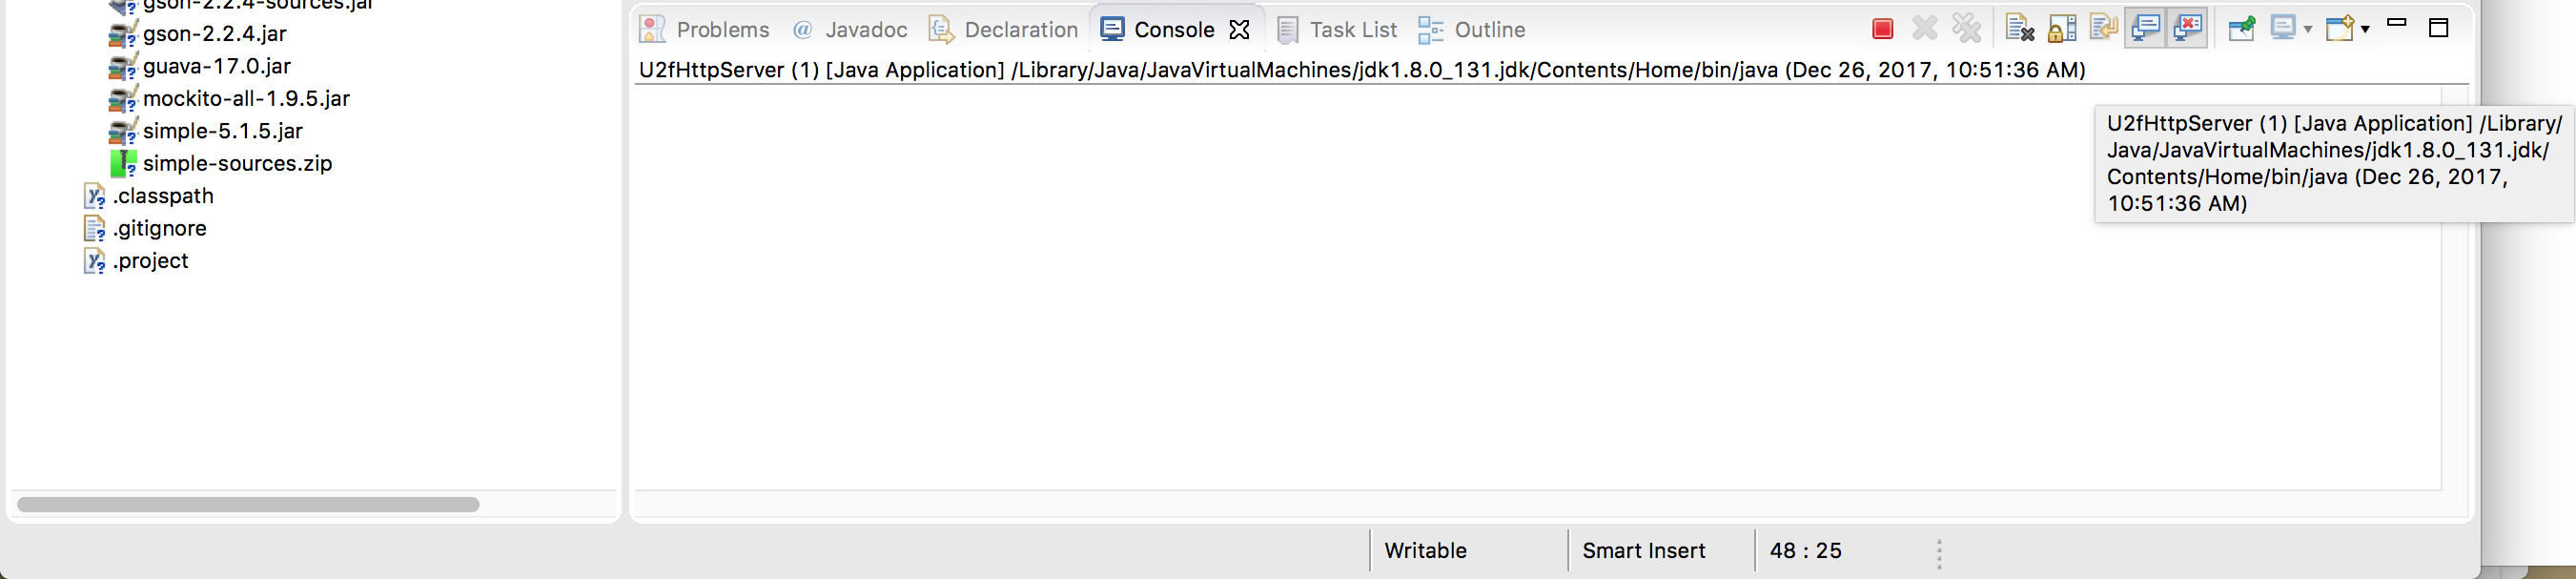 gson-2.2.4-sources.jar
gson-2.2.4.jar
guava-17.0.jar
mockito-all-1.9.5.jar
simple-5.1.5.jar
simple-sources.zip
.classpath
.gitignore
.project
Problems @ Javadoc Declaration Console Task List Outline
U2fHttpServer (1) [Java Application] /Library/Java/JavaVirtualMachines/jdk1.8.0_131.jdk/Contents/Home/bin/java (Dec 26, 2017, 10:51:36 AM)
U2fHttpServer (1) [Java Application] /Library/
Java/JavaVirtualMachines/jdk1.8.0_131.jdk/
Contents/Home/bin/java (Dec 26, 2017,
10:51:36 AM)
Writable Smart Insert 48 : 25